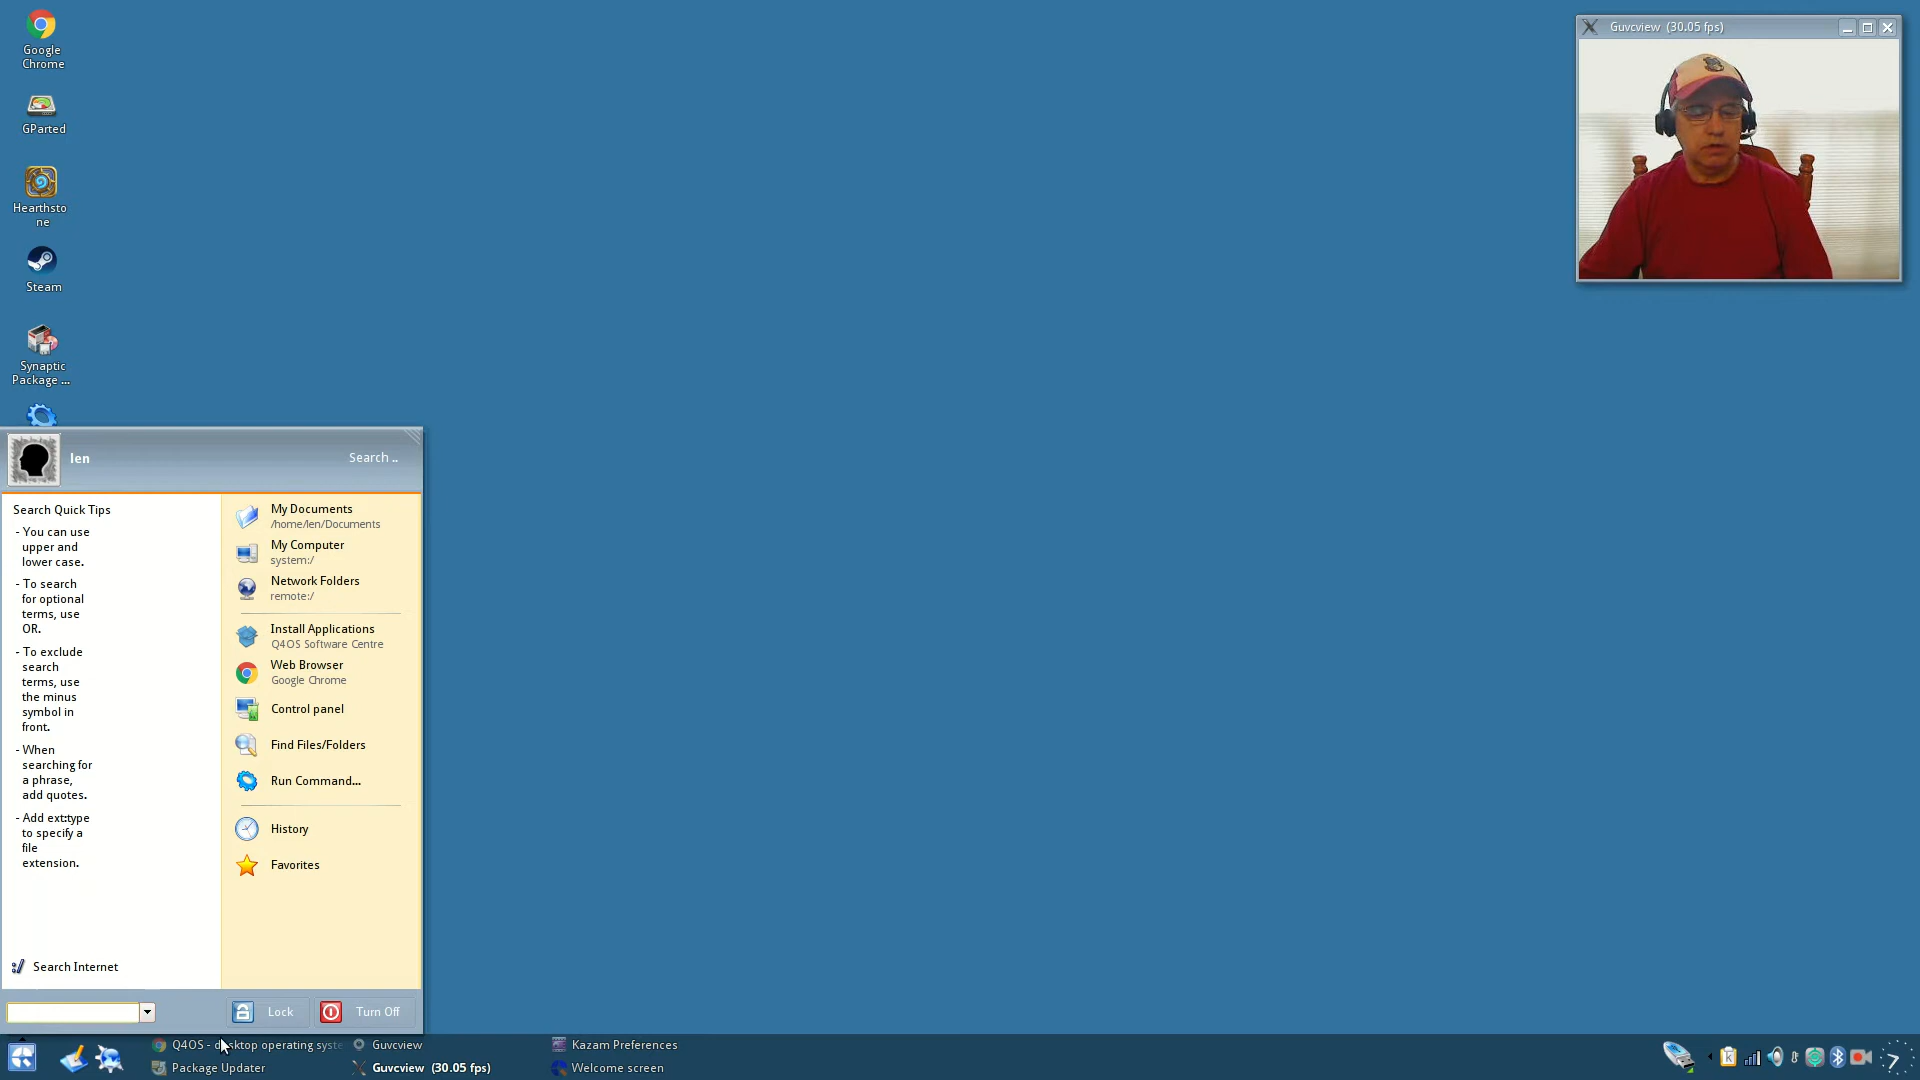 Google
Chrome
GParted
Hearthsto
ne
Steam
Synaptic
Package ...
Guvcview (30.05 fps)
len
Search ..
Search Quick Tips
- You can use
upper and
lower case.
- To search
for optional
terms, use
OR.
- To exclude
search
terms, use
the minus
symbol in
front.
- When
searching for
a phrase,
add quotes.
- Add ext:type
to specify a
file
extension.
Search Internet
My Documents
/home/len/Documents
My Computer
system:/
Network Folders
remote:/
Install Applications
Q4OS Software Centre
Web Browser
Google Chrome
Control panel
Find Files/Folders
Run Command...
History
Favorites
Lock
Turn Off
Q4OS - desktop operating syste
Guvcview
Kazam Preferences
Package Updater
Guvcview (30.05 fps)
Welcome screen